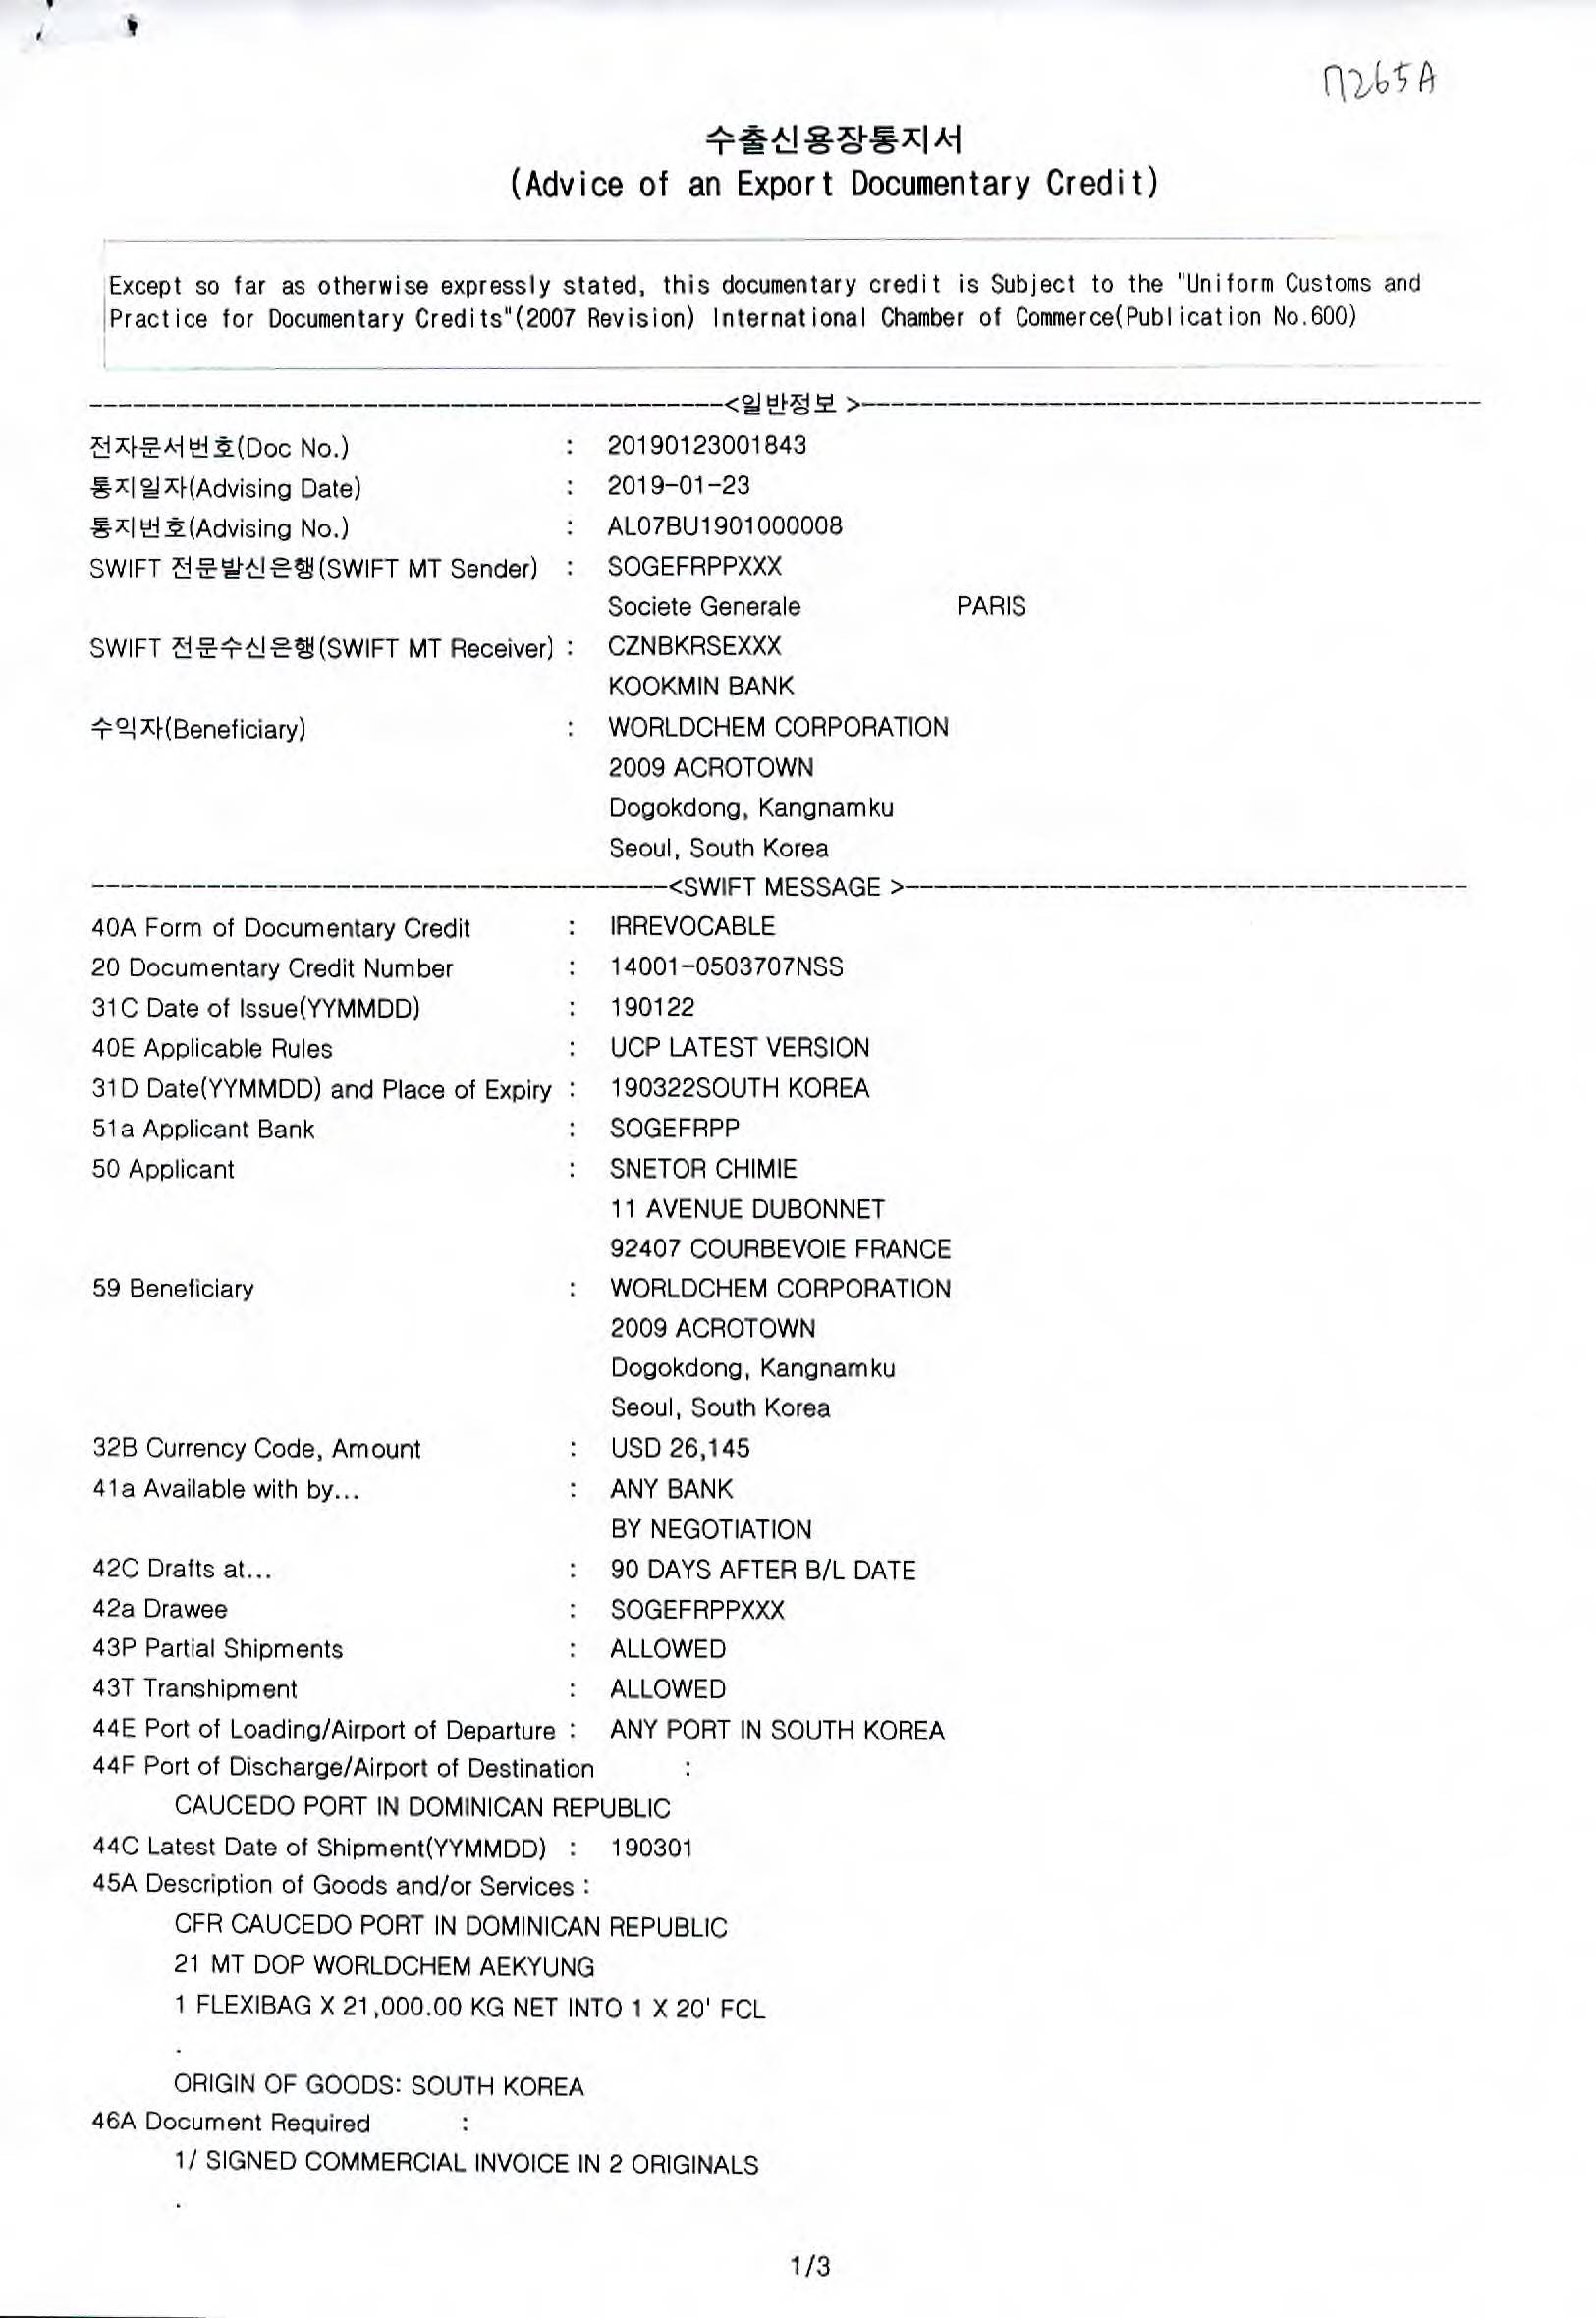 수출신용장통지서
(Advice of an Export Documentary Credit)
Except so far as otherwise expressly stated, this documentary credit is Subject to the "Uniform Customs and
Practice for Documentary Credits"(2007 Revision) International Chamber of Commerce(Publication No.600)
--------------------------------------------<일반정보 >-------------------------------------------
전자문서번호(Doc No.) : 20190123001843
통지일자(Advising Date) : 2019-01-23
통지번호(Advising No.) : AL07BU1901000008
SWIFT 전문발신은행(SWIFT MT Sender) : SOGEFRPPXXX
Societe Generale PARIS
SWIFT 전문수신은행(SWIFT MT Receiver) : CZNBKRSEXXX
KOOKMIN BANK
수익자(Beneficiary) : WORLDCHEM CORPORATION
2009 ACROTOWN
Dogokdong, Kangnamku
Seoul, South Korea
----------------------------------------<SWIFT MESSAGE >---------------------------------------
40A Form of Documentary Credit : IRREVOCABLE
20 Documentary Credit Number : 14001-0503707NSS
31C Date of Issue(YYMMDD) : 190122
40E Applicable Rules : UCP LATEST VERSION
31D Date(YYMMDD) and Place of Expiry : 190322SOUTH KOREA
51a Applicant Bank : SOGEFRPP
50 Applicant : SNETOR CHIMIE
11 AVENUE DUBONNET
92407 COURBEVOIE FRANCE
59 Beneficiary : WORLDCHEM CORPORATION
2009 ACROTOWN
Dogokdong, Kangnamku
Seoul, South Korea
32B Currency Code, Amount : USD 26,145
41a Available with by... : ANY BANK
BY NEGOTIATION
42C Drafts at... : 90 DAYS AFTER B/L DATE
42a Drawee : SOGEFRPPXXX
43P Partial Shipments : ALLOWED
43T Transhipment : ALLOWED
44E Port of Loading/Airport of Departure : ANY PORT IN SOUTH KOREA
44F Port of Discharge/Airport of Destination :
CAUCEDO PORT IN DOMINICAN REPUBLIC
44C Latest Date of Shipment(YYMMDD) : 190301
45A Description of Goods and/or Services :
CFR CAUCEDO PORT IN DOMINICAN REPUBLIC
21 MT DOP WORLDCHEM AEKYUNG
1 FLEXIBAG X 21,000.00 KG NET INTO 1 X 20' FCL
.
ORIGIN OF GOODS: SOUTH KOREA
46A Document Required :
1/ SIGNED COMMERCIAL INVOICE IN 2 ORIGINALS
.
1/3